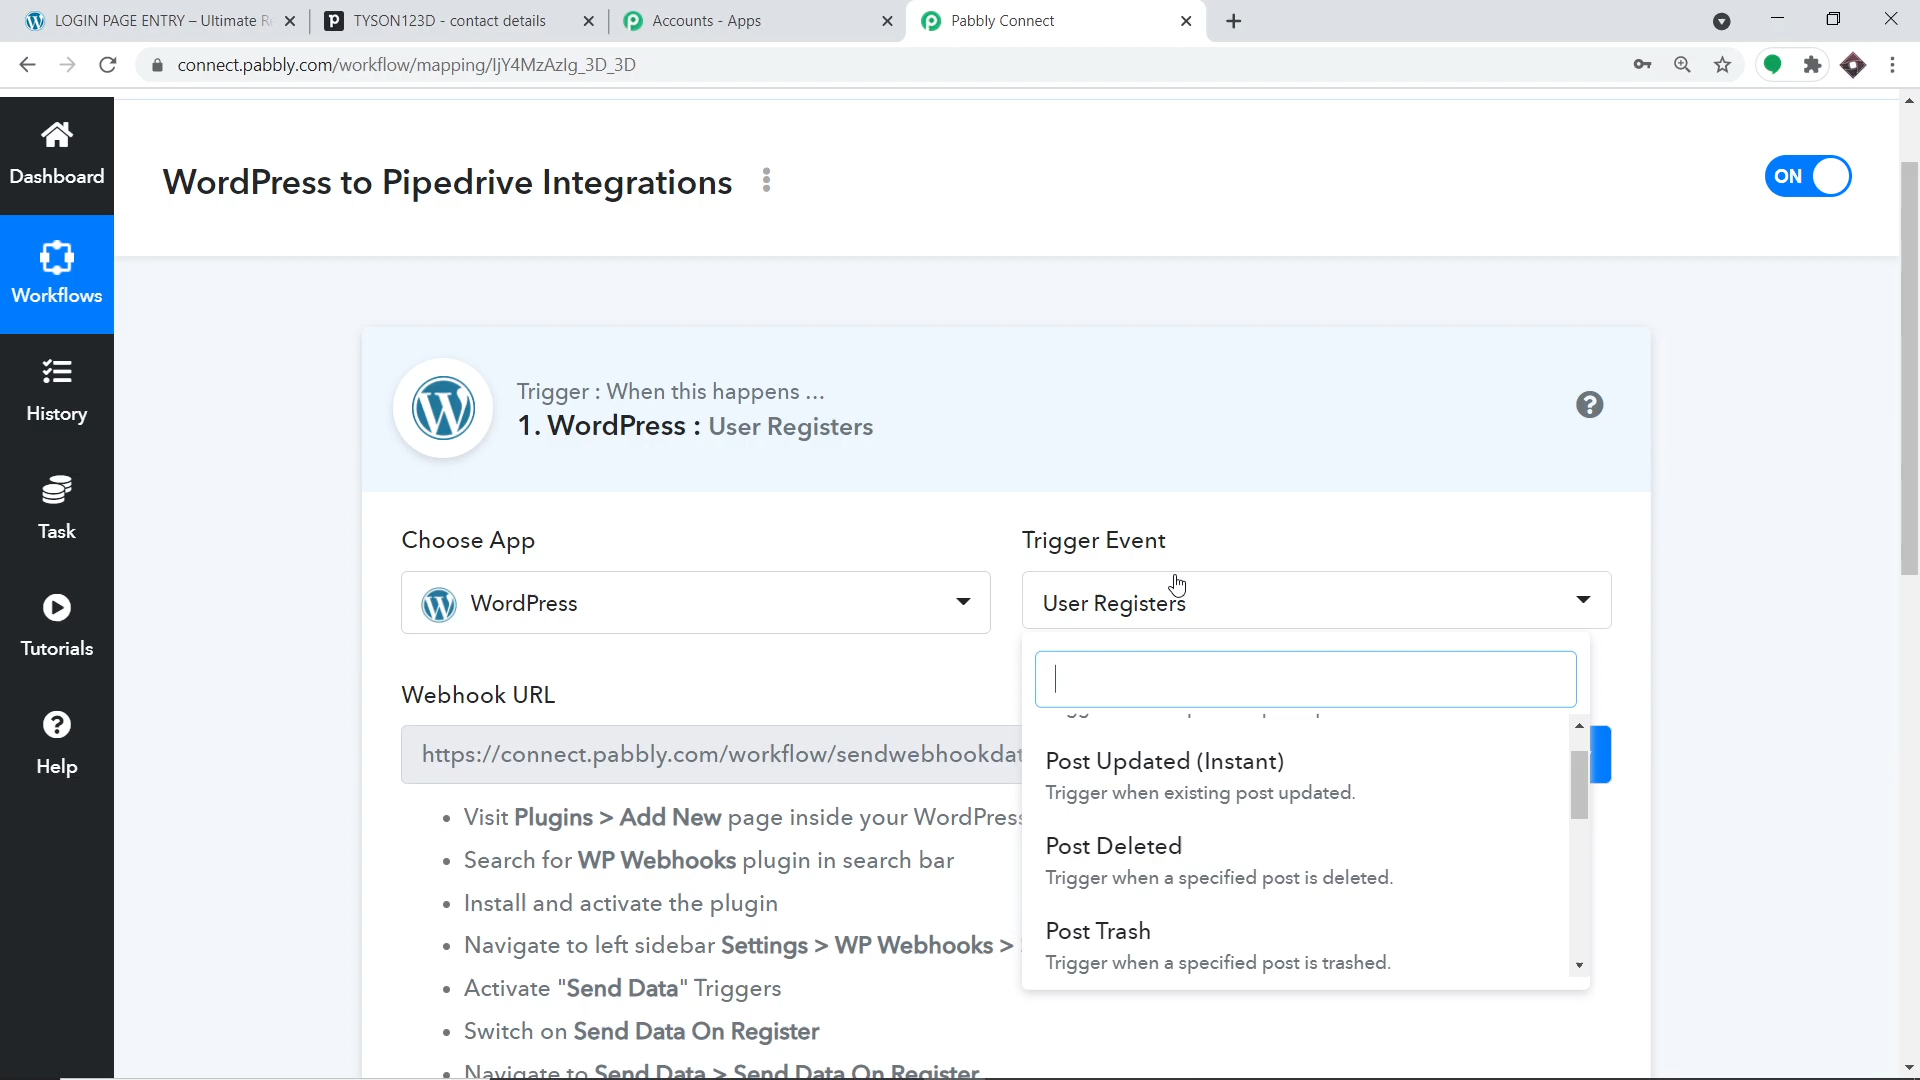 LOGIN PAGE ENTRY – Ultimate Re
TYSON123D - contact details
Accounts - Apps
Pabbly Connect
connect.pabbly.com/workflow/mapping/IjY4MzAzIg_3D_3D
Dashboard
Workflows
History
Task
Tutorials
Help
WordPress to Pipedrive Integrations
ON
Trigger : When this happens ...
1. WordPress : User Registers
Choose App
WordPress
Trigger Event
User Registers
Webhook URL
https://connect.pabbly.com/workflow/sendwebhookdat
• Visit Plugins > Add New page inside your WordPress
• Search for WP Webhooks plugin in search bar
• Install and activate the plugin
• Navigate to left sidebar Settings > WP Webhooks >
• Activate "Send Data" Triggers
• Switch on Send Data On Register
• Navigate to Send Data > Send Data On Register
Post Updated (Instant)
Trigger when existing post updated.
Post Deleted
Trigger when a specified post is deleted.
Post Trash
Trigger when a specified post is trashed.